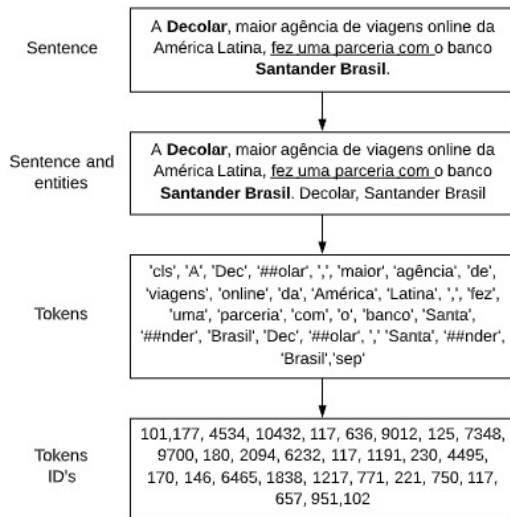 Sentence
A Decolar, maior agência de viagens online da
América Latina, fez uma parceria com o banco
Santander Brasil.
Sentence and
entities
A Decolar, maior agência de viagens online da
América Latina, fez uma parceria com o banco
Santander Brasil. Decolar, Santander Brasil
Tokens
'cls', 'A', 'Dec', '##olar', ',', 'maior', 'agência', 'de',
'viagens', 'online', 'da', 'América', 'Latina', ',', 'fez',
'uma', 'parceria', 'com', 'o', 'banco', 'Santa',
'##nder', 'Brasil', 'Dec', '##olar', ',' 'Santa', '##nder',
'Brasil','sep'
Tokens
ID's
101,177, 4534, 10432, 117, 636, 9012, 125, 7348,
9700, 180, 2094, 6232, 117, 1191, 230, 4495,
170, 146, 6465, 1838, 1217, 771, 221, 750, 117,
657, 951,102